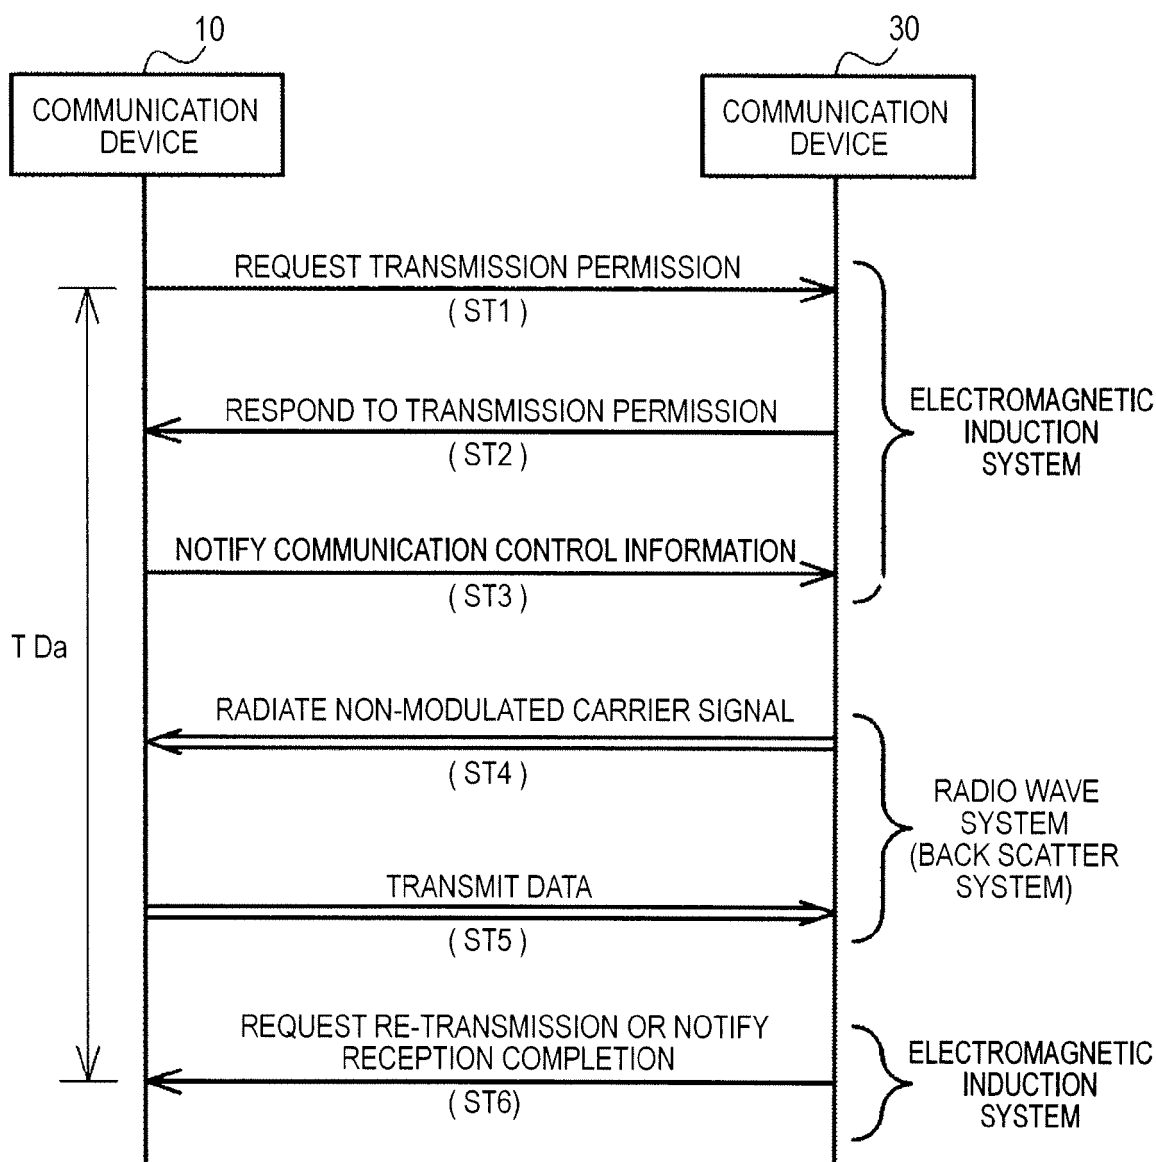 10
30
COMMUNICATION
DEVICE
COMMUNICATION
DEVICE
REQUEST TRANSMISSION PERMISSION
( ST1 )
RESPOND TO TRANSMISSION PERMISSION
( ST2 )
ELECTROMAGNETIC
INDUCTION
SYSTEM
NOTIFY COMMUNICATION CONTROL INFORMATION
( ST3 )
T Da
RADIATE NON-MODULATED CARRIER SIGNAL
( ST4 )
RADIO WAVE
SYSTEM
(BACK SCATTER
SYSTEM)
TRANSMIT DATA
( ST5 )
REQUEST RE-TRANSMISSION OR NOTIFY
RECEPTION COMPLETION
( ST6)
ELECTROMAGNETIC
INDUCTION
SYSTEM